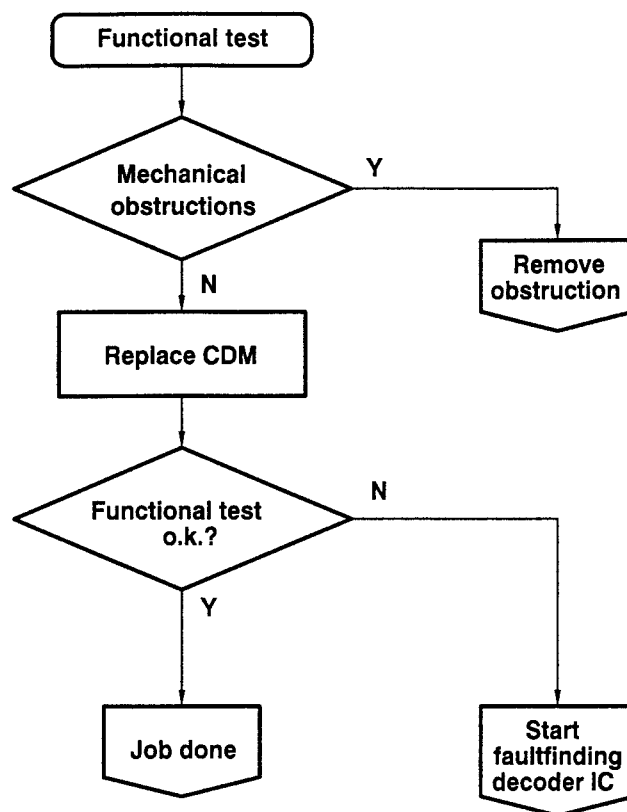 Functional test
Mechanical
obstructions
Y
Remove
obstruction
N
Replace CDM
Functional test
o.k.?
N
Y
Job done
Start
faultfinding
decoder IC